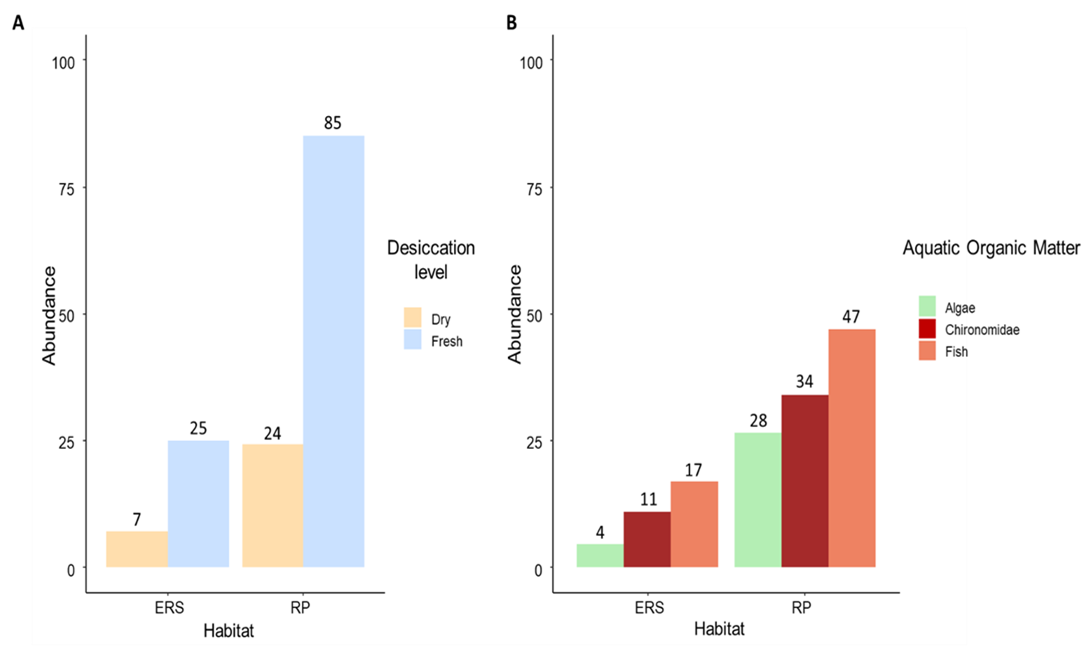 A
100
75
50
25
0
Abundance
85
25
24
7
ERS
RP
Habitat
Desiccation
level
Dry
Fresh
B
100
75
50
25
0
Abundance
47
34
28
17
11
4
ERS
RP
Habitat
Aquatic Organic Matter
Algae
Chironomidae
Fish